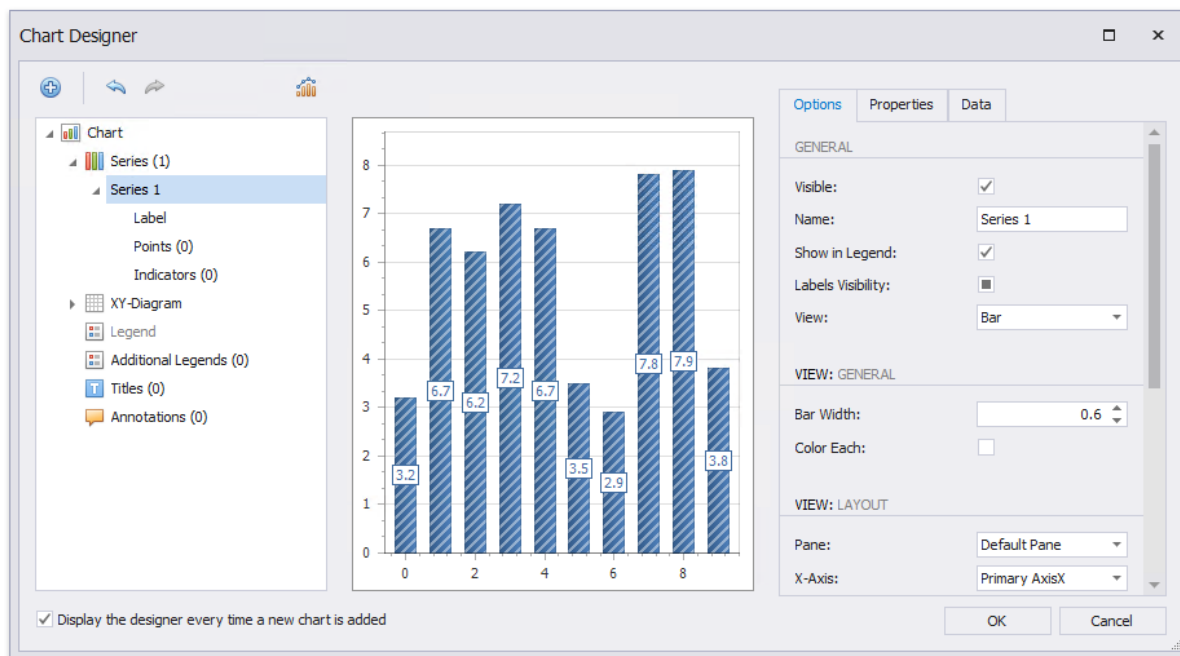 Chart Designer
Options Properties Data
Chart
Series (1)
Series 1
Label
Points (0)
Indicators (0)
XY-Diagram
Legend
Additional Legends (0)
Titles (0)
Annotations (0)
8
7
6
5
4
3
2
1
0
3.2
6.7
6.2
7.2
6.7
3.5
2.9
7.8
7.9
3.8
0 2 4 6 8
GENERAL
Visible:
Name: Series 1
Show in Legend:
Labels Visibility:
View: Bar
VIEW: GENERAL
Bar Width: 0.6
Color Each:
VIEW: LAYOUT
Pane: Default Pane
X-Axis: Primary AxisX
Display the designer every time a new chart is added
OK Cancel